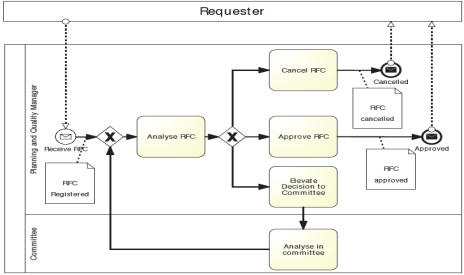 Requester
Planning and Quality Manager
Cancel RFC
Cancelled
RFC
cancelled
Receive RFC
Analyse RFC
Approve RFC
Approved
RFC
Registered
Elevate
Decision to
Committee
RFC
approved
Committee
Analyse in
committee